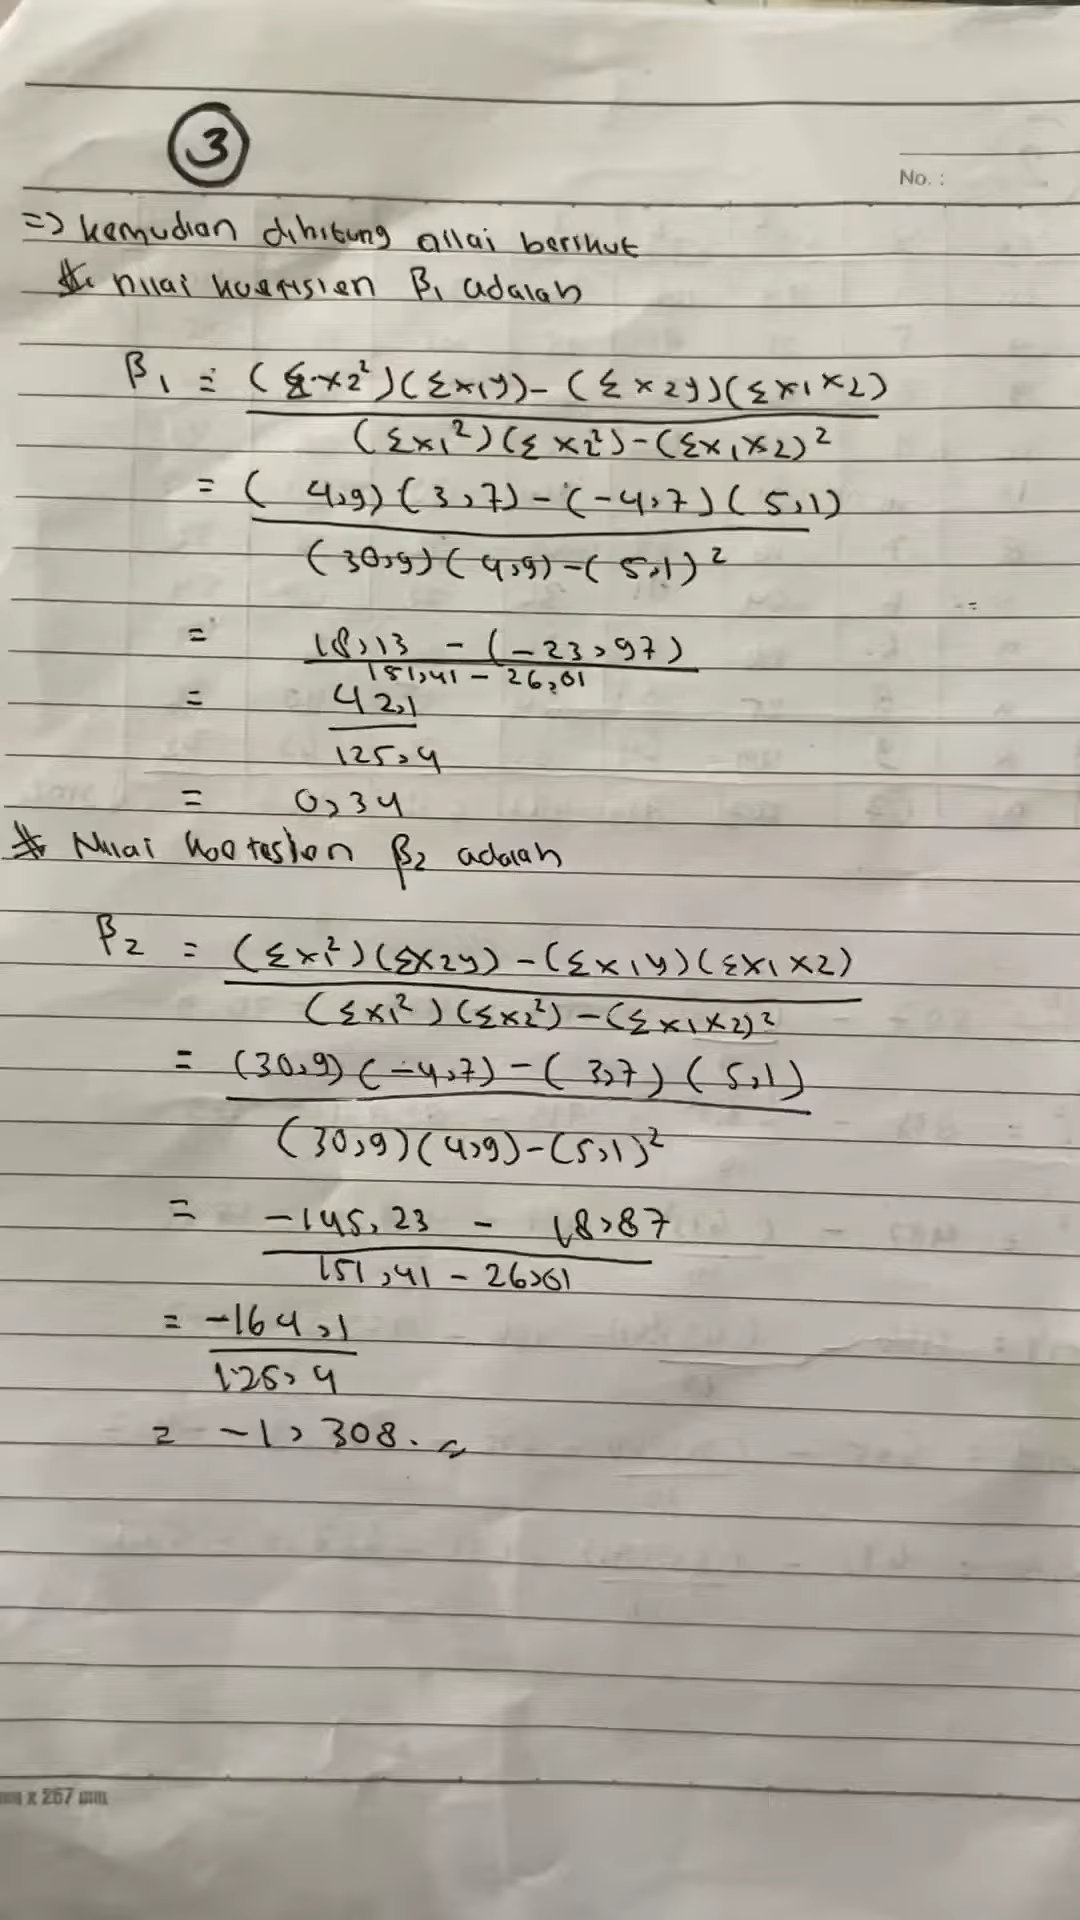 3
No. :
=> Kemudian dihitung nilai berikut
* nilai koefisien β₁ adalah
β₁ = (Σx2²)(Σx1y) - (Σx2y)(Σx1x2)
(Σx1²)(Σx2²) - (Σx1x2)²
= (4,9)(3,7) - (-4,7)(5,1)
(30,9)(4,9) - (5,1)²
= 18,13 - (-23,97)
151,41 - 26,01
= 42,1
125,4
= 0,34
* Nilai koefesien β₂ adalah
β₂ = (Σx1²)(Σx2y) - (Σx1y)(Σx1x2)
(Σx1²)(Σx2²) - (Σx1x2)²
= (30,9)(-4,7) - (3,7)(5,1)
(30,9)(4,9) - (5,1)²
= -145,23 - 18,87
151,41 - 26,01
= -164,1
125,4
= -1,308.
x 267 mm